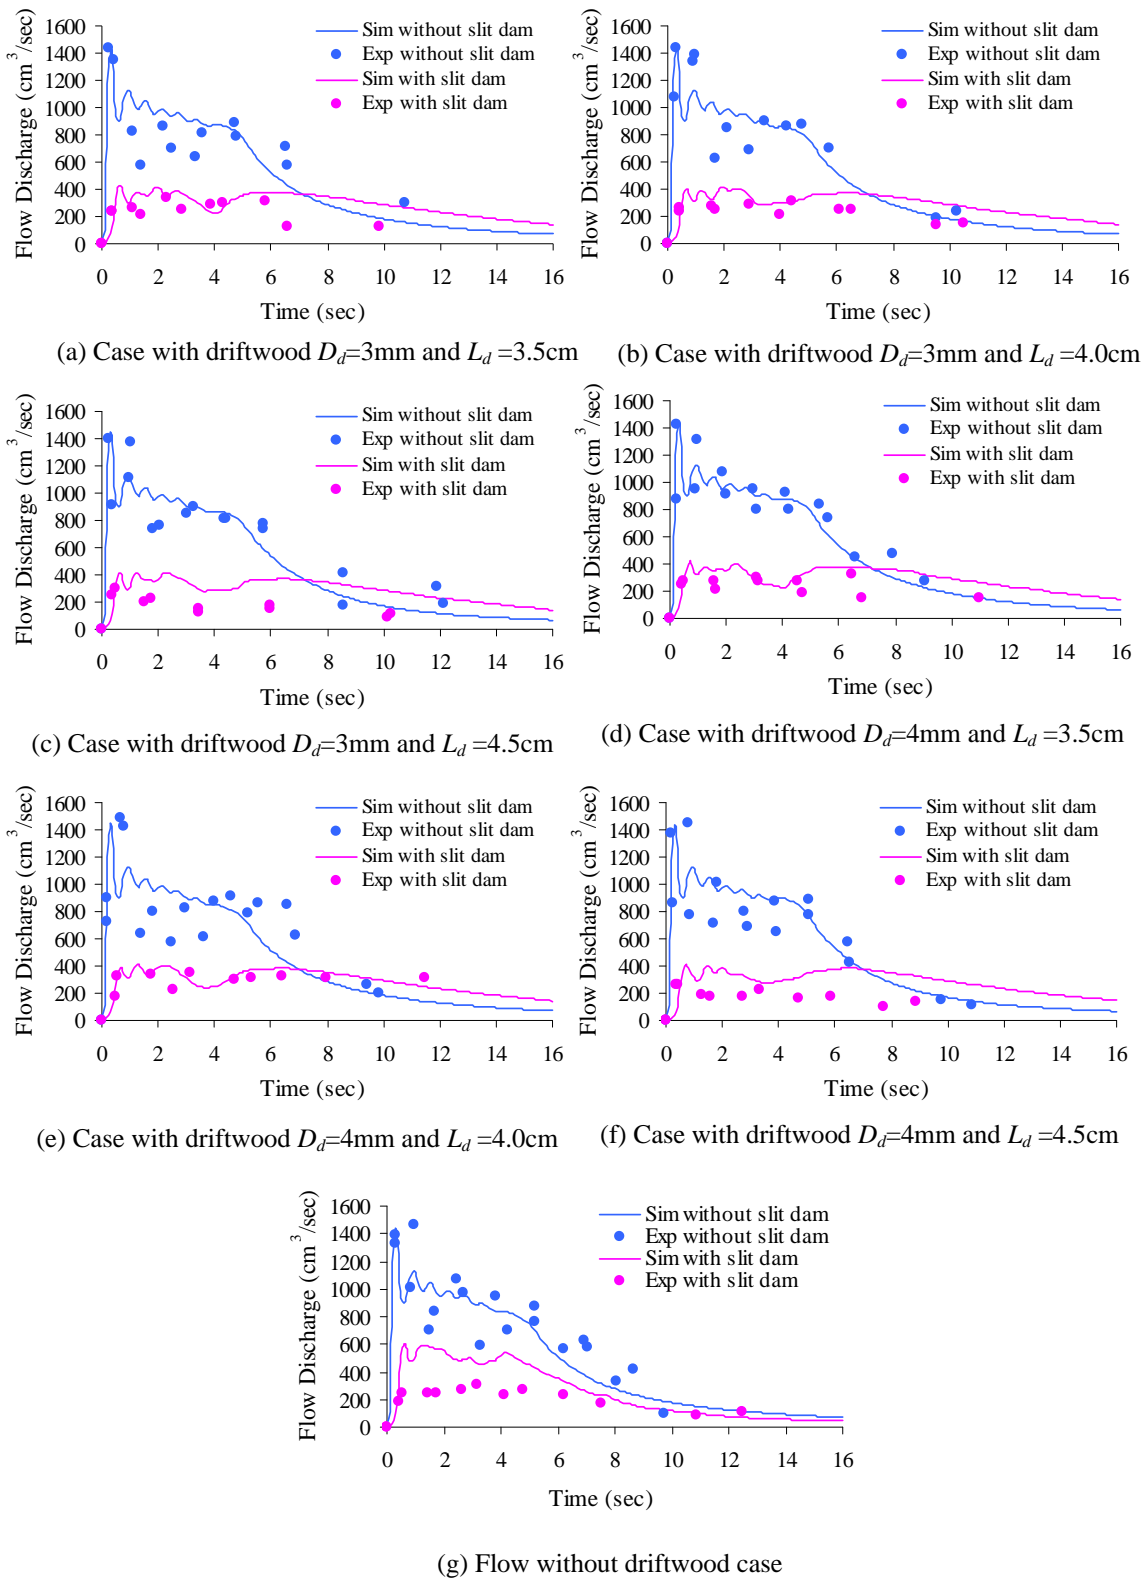 Flow Discharge (cm³/sec)
1600
1400
1200
1000
800
600
400
200
0
0 2 4 6 8 10 12 14 16
Time (sec)
Sim without slit dam
Exp without slit dam
Sim with slit dam
Exp with slit dam
(a) Case with driftwood D_d=3mm and L_d =3.5cm
Flow Discharge (cm³/sec)
1600
1400
1200
1000
800
600
400
200
0
0 2 4 6 8 10 12 14 16
Time (sec)
Sim without slit dam
Exp without slit dam
Sim with slit dam
Exp with slit dam
(b) Case with driftwood D_d=3mm and L_d =4.0cm
Flow Discharge (cm³/sec)
1600
1400
1200
1000
800
600
400
200
0
0 2 4 6 8 10 12 14 16
Time (sec)
Sim without slit dam
Exp without slit dam
Sim with slit dam
Exp with slit dam
(c) Case with driftwood D_d=3mm and L_d =4.5cm
Flow Discharge (cm³/sec)
1600
1400
1200
1000
800
600
400
200
0
0 2 4 6 8 10 12 14 16
Time (sec)
Sim without slit dam
Exp without slit dam
Sim with slit dam
Exp with slit dam
(d) Case with driftwood D_d=4mm and L_d =3.5cm
Flow Discharge (cm³/sec)
1600
1400
1200
1000
800
600
400
200
0
0 2 4 6 8 10 12 14 16
Time (sec)
Sim without slit dam
Exp without slit dam
Sim with slit dam
Exp with slit dam
(e) Case with driftwood D_d=4mm and L_d =4.0cm
Flow Discharge (cm³/sec)
1600
1400
1200
1000
800
600
400
200
0
0 2 4 6 8 10 12 14 16
Time (sec)
Sim without slit dam
Exp without slit dam
Sim with slit dam
Exp with slit dam
(f) Case with driftwood D_d=4mm and L_d =4.5cm
Flow Discharge (cm³/sec)
1600
1400
1200
1000
800
600
400
200
0
0 2 4 6 8 10 12 14 16
Time (sec)
Sim without slit dam
Exp without slit dam
Sim with slit dam
Exp with slit dam
(g) Flow without driftwood case